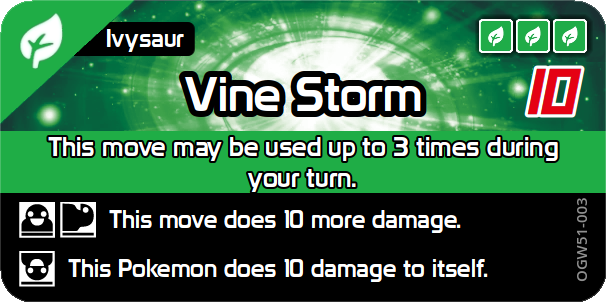 Ivysaur
Vine Storm
10
This move may be used up to 3 times during
your turn.
This move does 10 more damage.
This Pokemon does 10 damage to itself.
OGW51-003